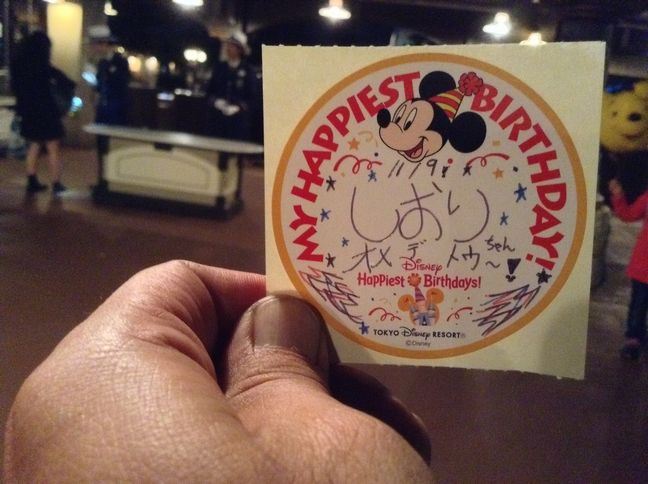 MY HAPPIEST BIRTHDAY!
11/9!
しおり
ちゃん
オメデトウ〜!
Disney
Happiest Birthdays!
TOKYO Disney RESORT®
©Disney